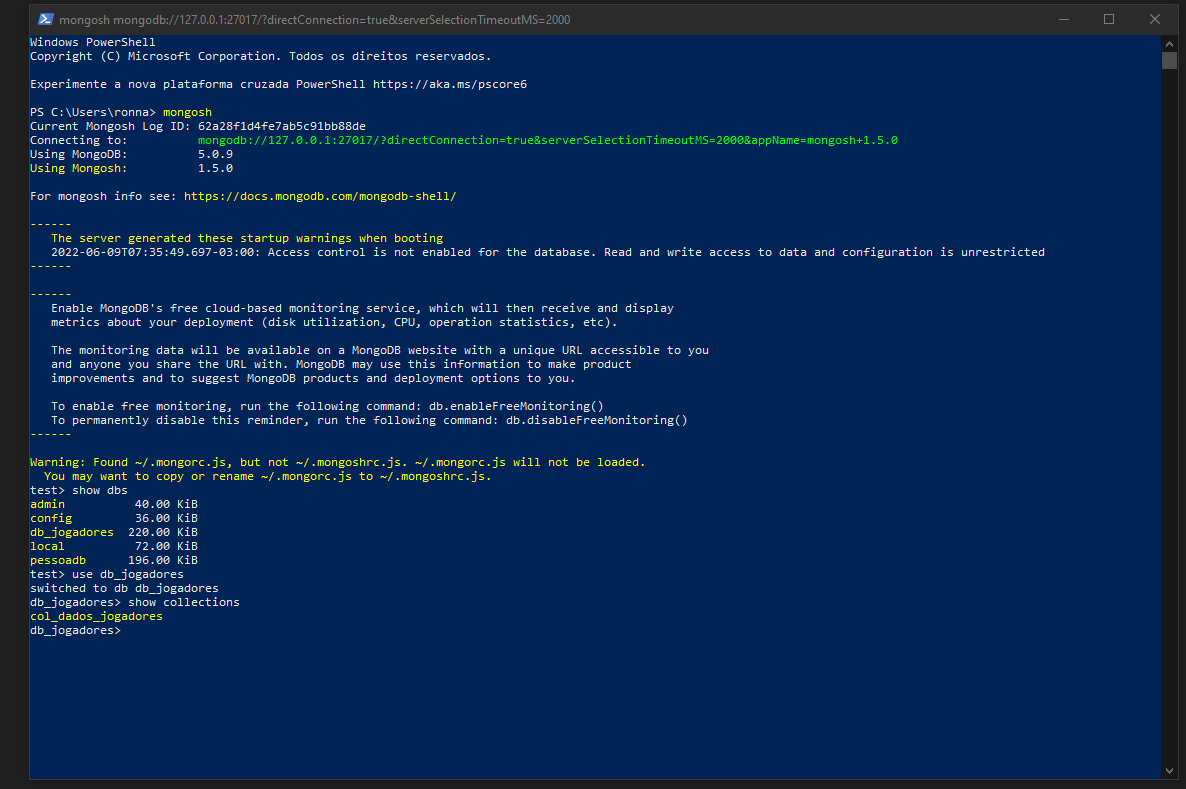 mongosh mongodb://127.0.0.1:27017/?directConnection=true&serverSelectionTimeoutMS=2000
Windows PowerShell
Copyright (C) Microsoft Corporation. Todos os direitos reservados.
Experimente a nova plataforma cruzada PowerShell https://aka.ms/pscore6
PS C:\Users\ronna> mongosh
Current Mongosh Log ID: 62a28f1d4fe7ab5c91bb88de
Connecting to:          mongodb://127.0.0.1:27017/?directConnection=true&serverSelectionTimeoutMS=2000&appName=mongosh+1.5.0
Using MongoDB:          5.0.9
Using Mongosh:          1.5.0
For mongosh info see: https://docs.mongodb.com/mongodb-shell/
------
   The server generated these startup warnings when booting
   2022-06-09T07:35:49.697-03:00: Access control is not enabled for the database. Read and write access to data and configuration is unrestricted
------
------
   Enable MongoDB's free cloud-based monitoring service, which will then receive and display
   metrics about your deployment (disk utilization, CPU, operation statistics, etc).
   The monitoring data will be available on a MongoDB website with a unique URL accessible to you
   and anyone you share the URL with. MongoDB may use this information to make product
   improvements and to suggest MongoDB products and deployment options to you.
   To enable free monitoring, run the following command: db.enableFreeMonitoring()
   To permanently disable this reminder, run the following command: db.disableFreeMonitoring()
------
Warning: Found ~/.mongorc.js, but not ~/.mongoshrc.js. ~/.mongorc.js will not be loaded.
  You may want to copy or rename ~/.mongorc.js to ~/.mongoshrc.js.
test> show dbs
admin          40.00 KiB
config         36.00 KiB
db_jogadores  220.00 KiB
local          72.00 KiB
pessoadb      196.00 KiB
test> use db_jogadores
switched to db db_jogadores
db_jogadores> show collections
col_dados_jogadores
db_jogadores>